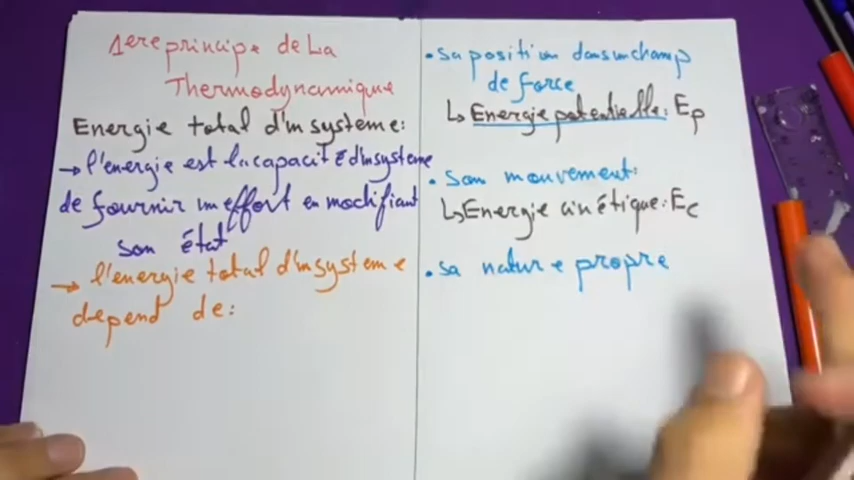 1ere principe de La
Thermodynamique
Energie total d'un systeme:
→ l'energie est la capacité d'un systeme
de fournir un effort en modifiant
son état
→ l'energie total d'un systeme
depend de:
• sa position dans un champ
de force
↳ Energie potentielle: Ep
• son mouvement:
↳ Energie cinétique: Ec
• sa nature propre